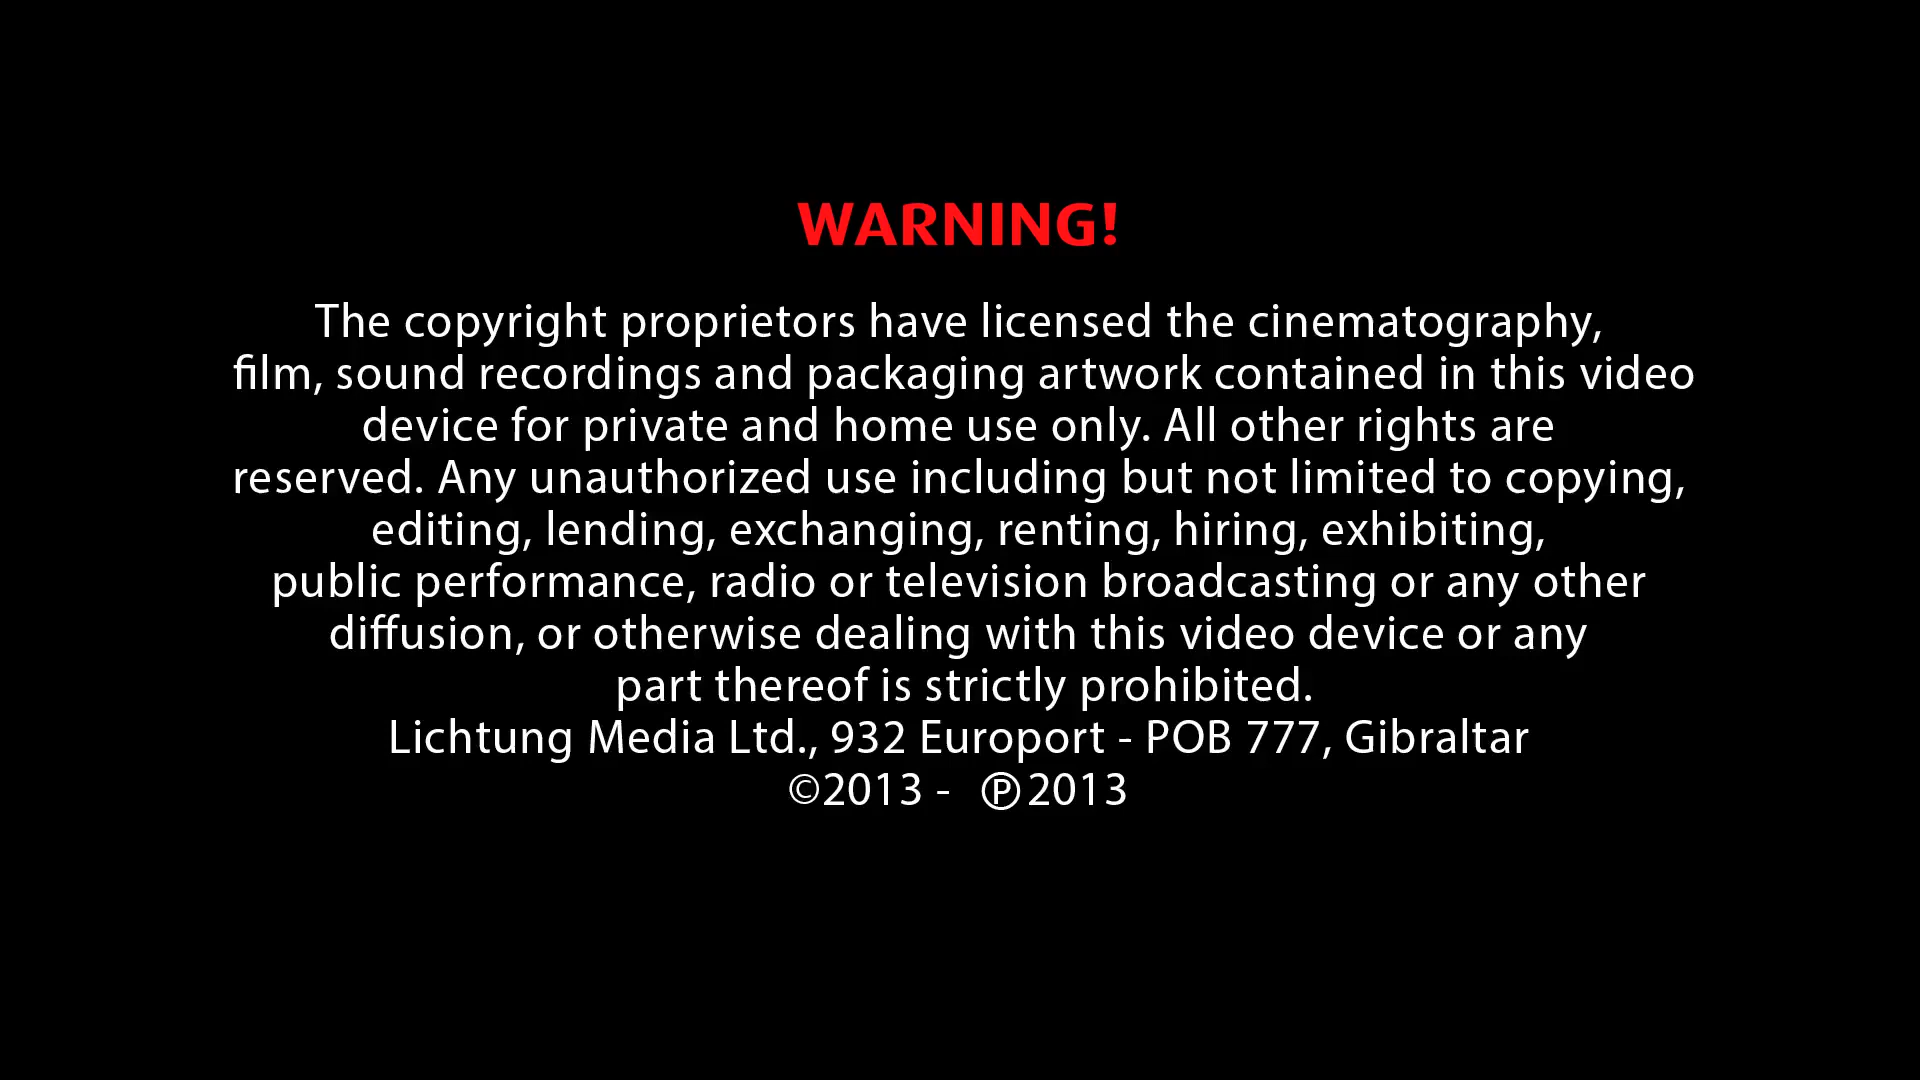 WARNING!
The copyright proprietors have licensed the cinematography,
film, sound recordings and packaging artwork contained in this video
device for private and home use only. All other rights are
reserved. Any unauthorized use including but not limited to copying,
editing, lending, exchanging, renting, hiring, exhibiting,
public performance, radio or television broadcasting or any other
diffusion, or otherwise dealing with this video device or any
part thereof is strictly prohibited.
Lichtung Media Ltd., 932 Europort - POB 777, Gibraltar
©2013 - ℗2013